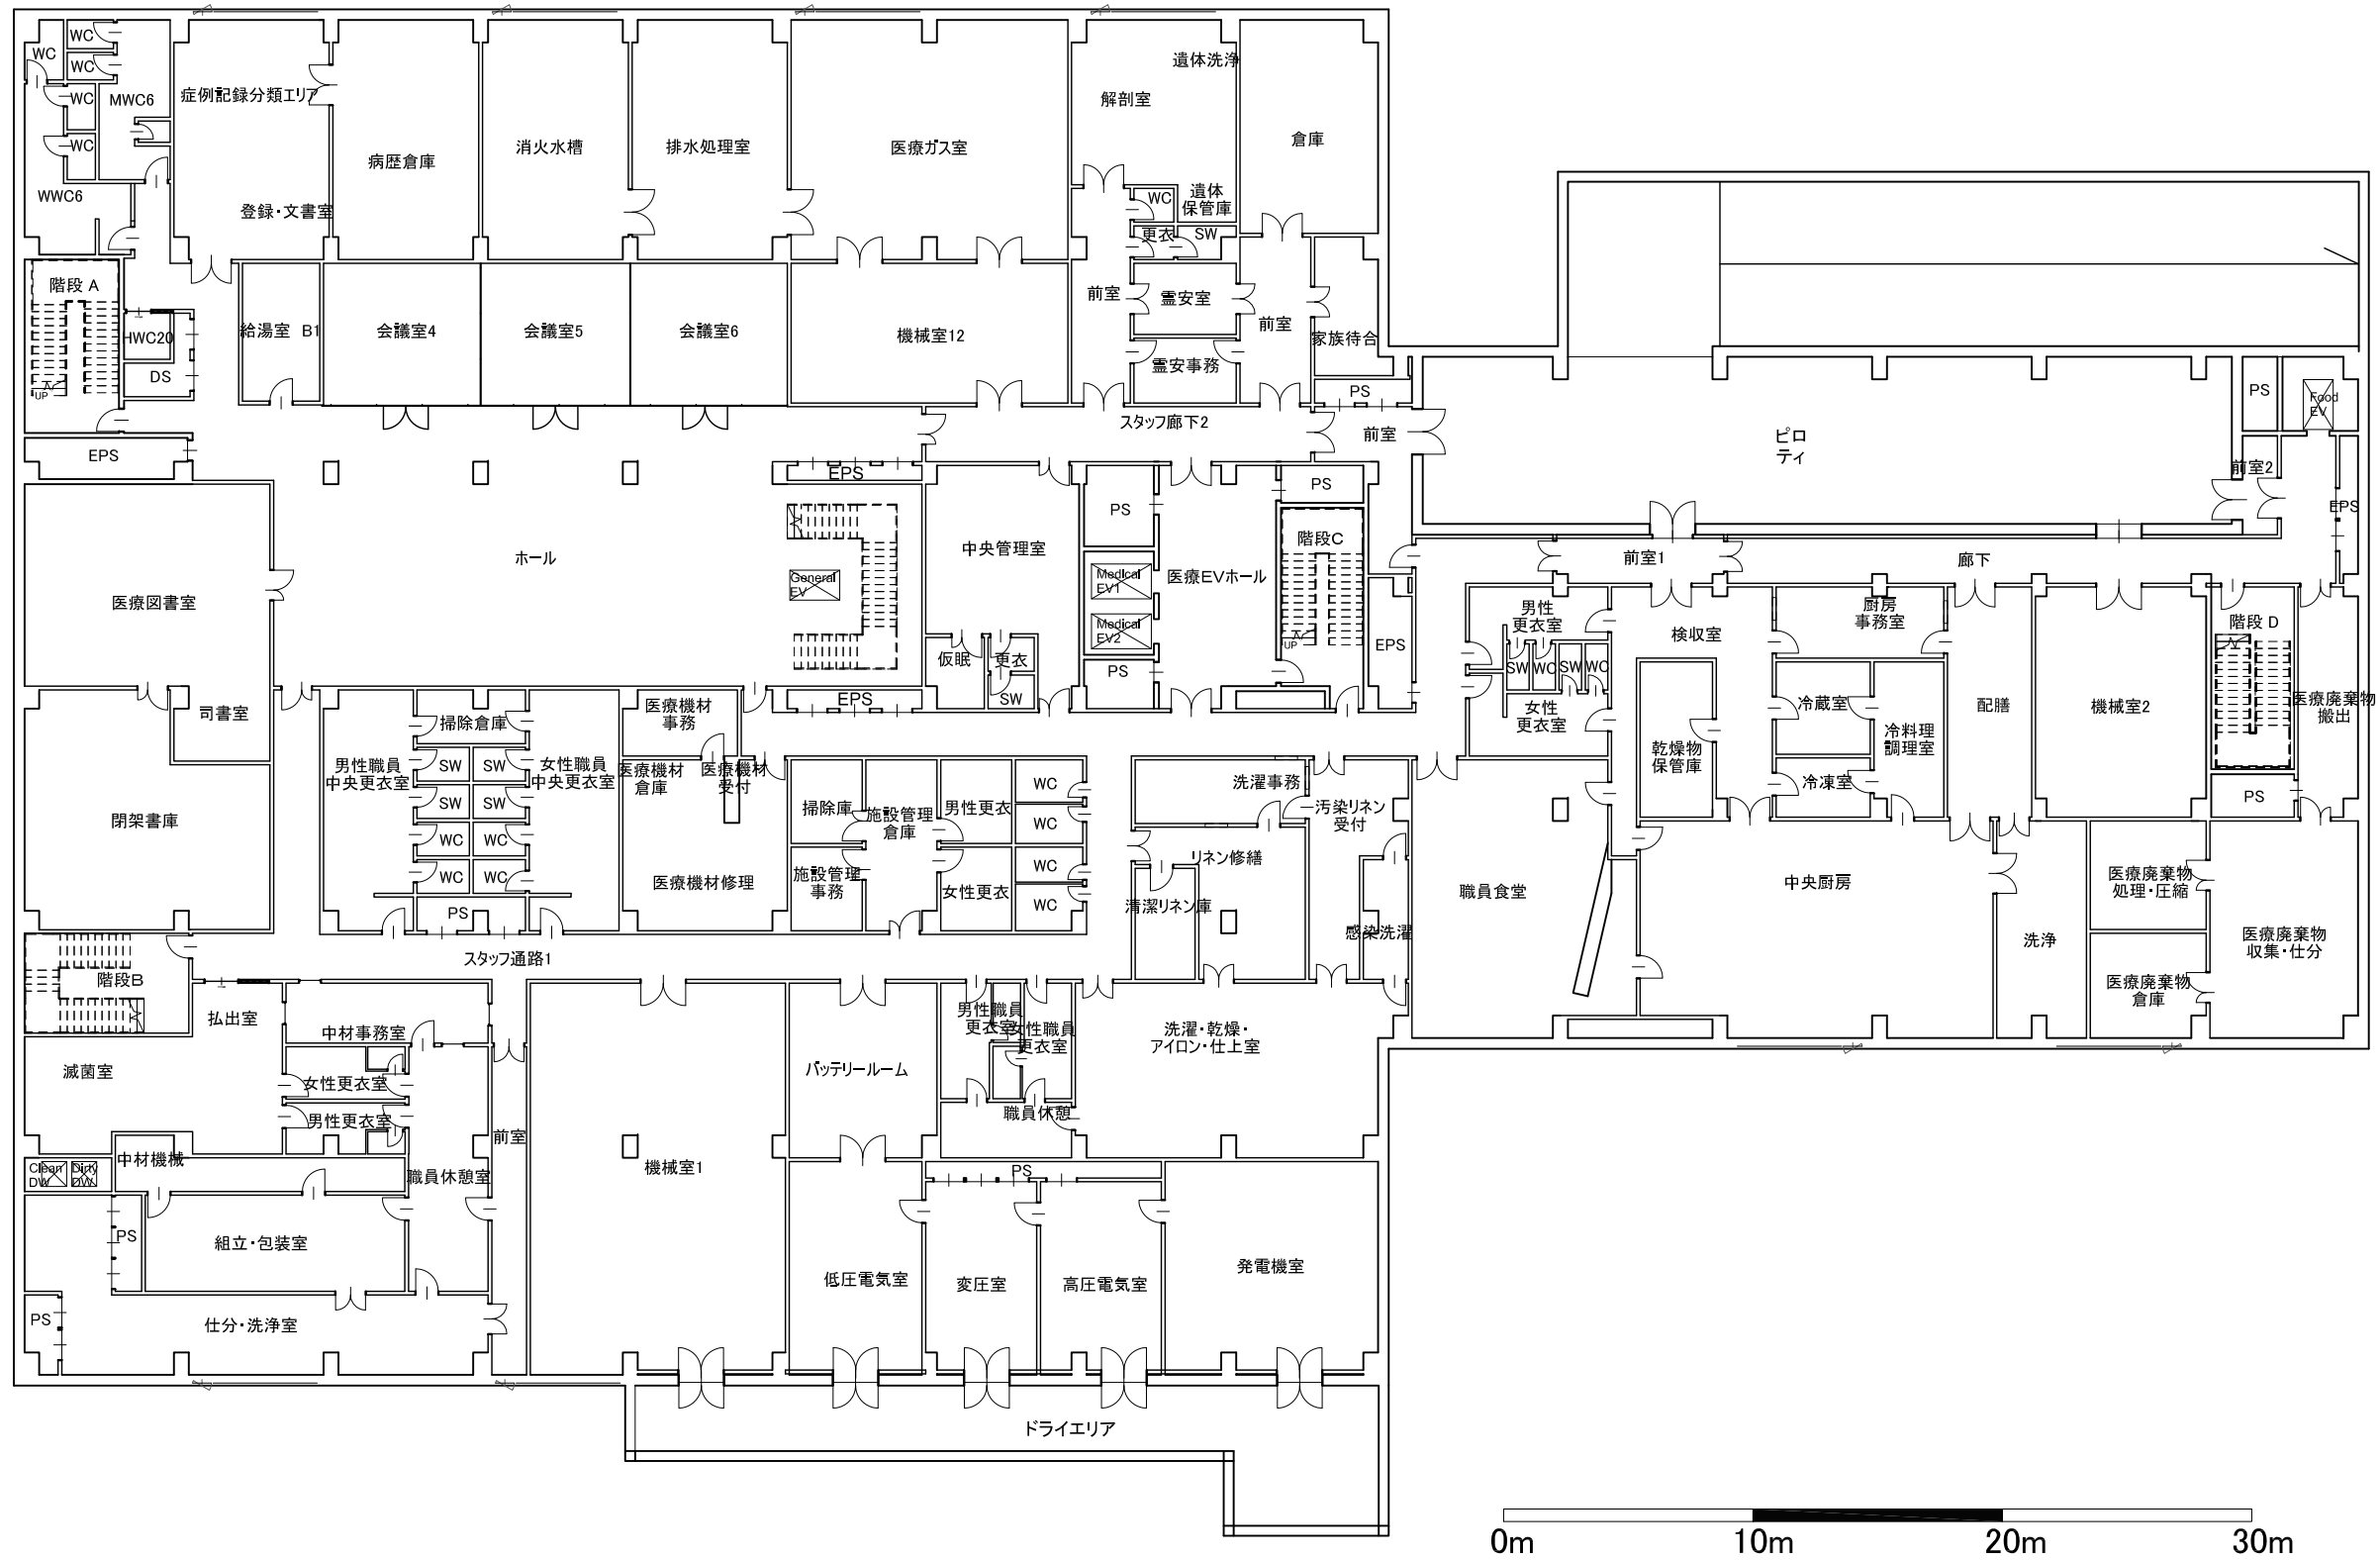 WC
WC
WC
WC
WC
MWC6
WWC6
症例記録分類エリア
登録・文書室
病歴倉庫
消火水槽
排水処理室
医療ガス室
遺体洗浄
解剖室
遺体
保管庫
WC
更衣
SW
倉庫
階段 A
UP
HWC20
DS
EPS
給湯室 B1
会議室4
会議室5
会議室6
機械室12
前室
霊安室
霊安事務
前室
家族待合
PS
スタッフ廊下2
前室
ピロ
ティ
PS
Food
EV
前室2
EPS
EPS
ホール
General
EV
EPS
中央管理室
仮眠
更衣
SW
PS
Medical
EV1
Medical
EV2
PS
医療EVホール
PS
階段C
UP
EPS
前室1
廊下
医療図書室
司書室
閉架書庫
男性
更衣室
SW
WC
SW
WC
女性
更衣室
検収室
乾燥物
保管庫
厨房
事務室
冷蔵室
冷凍室
冷料理
調理室
配膳
機械室2
階段 D
PS
医療廃棄物
搬出
男性職員
中央更衣室
掃除倉庫
SW
SW
SW
SW
WC
WC
WC
WC
PS
女性職員
中央更衣室
医療機材
事務
医療機材
倉庫
医療機材
受付
医療機材修理
掃除庫
施設管理
倉庫
施設管理
事務
男性更衣
女性更衣
WC
WC
WC
WC
洗濯事務
汚染リネン
受付
リネン修繕
清潔リネン庫
感染洗濯
職員食堂
中央厨房
洗浄
医療廃棄物
処理・圧縮
医療廃棄物
倉庫
医療廃棄物
収集・仕分
スタッフ通路1
階段B
払出室
中材事務室
滅菌室
女性更衣室
男性更衣室
Clean
DW
Dirty
DW
中材機械
職員休憩室
前室
PS
組立・包装室
PS
仕分・洗浄室
機械室1
バッテリールーム
男性職員
更衣室
女性職員
更衣室
職員休憩
洗濯・乾燥・
アイロン・仕上室
PS
低圧電気室
変圧室
高圧電気室
発電機室
ドライエリア
0m
10m
20m
30m